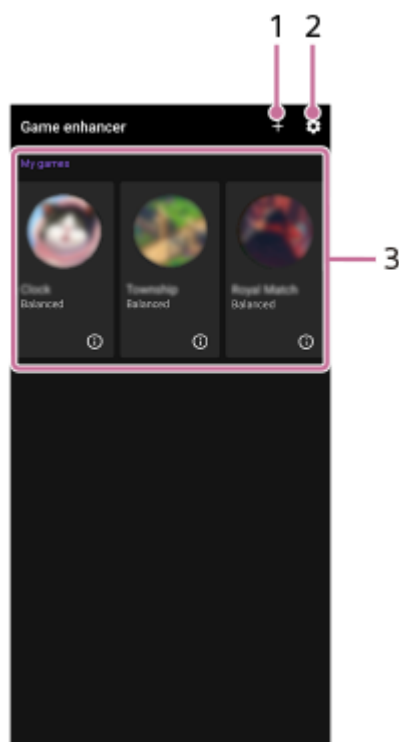 1 2
Game enhancer
My games
3
Clock Township Royal Match
Balanced Balanced Balanced